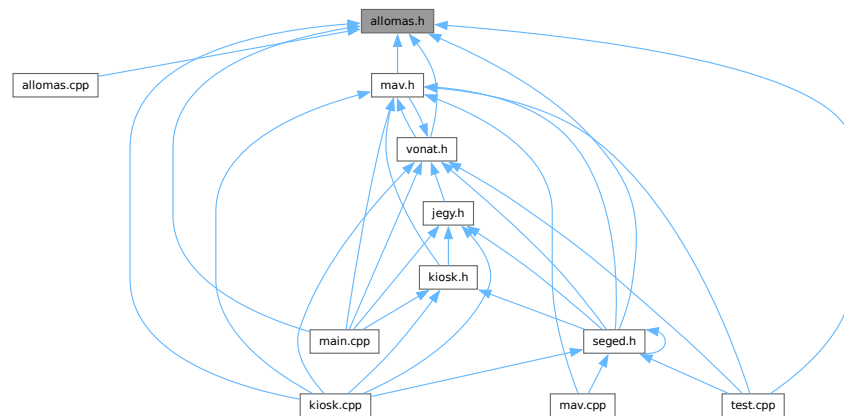 allomas.h
allomas.cpp
mav.h
vonat.h
jegy.h
kiosk.h
main.cpp
seged.h
kiosk.cpp
mav.cpp
test.cpp